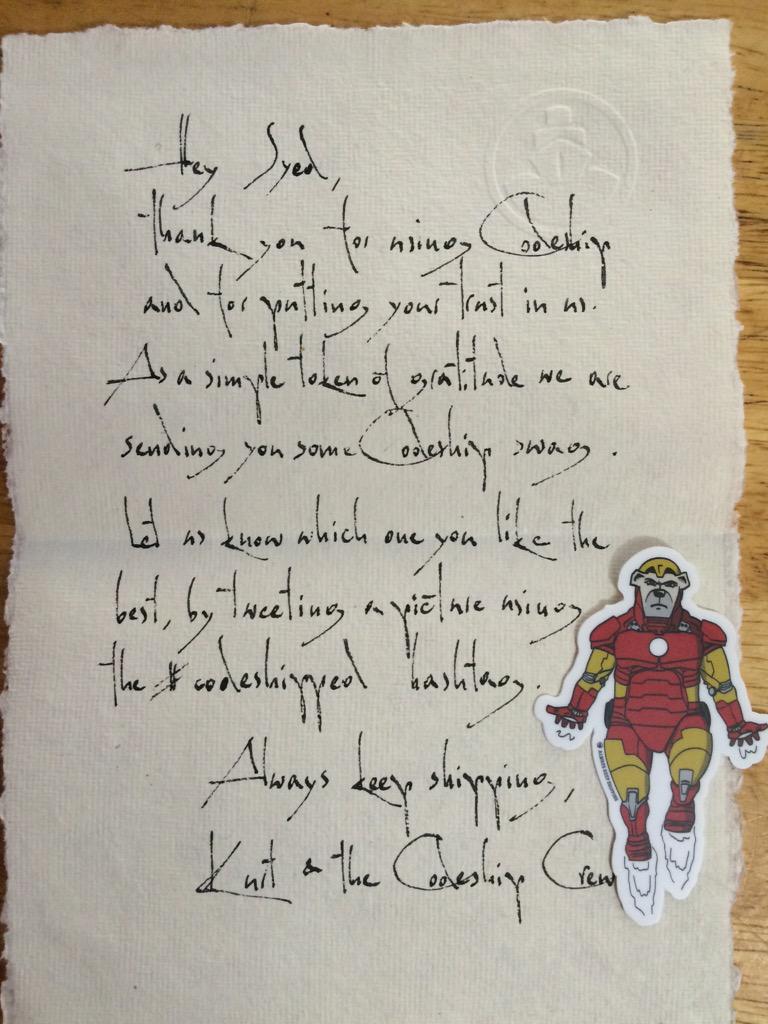 Hey Syed,
Thank you for using Codeship
and for putting your trust in us.
As a simple token of gratitude we are
sending you some Codeship swag.
Let us know which one you like the
best, by tweeting a picture using
the #codeshipped hashtag.
Always keep shipping,
& the Codeship Crew